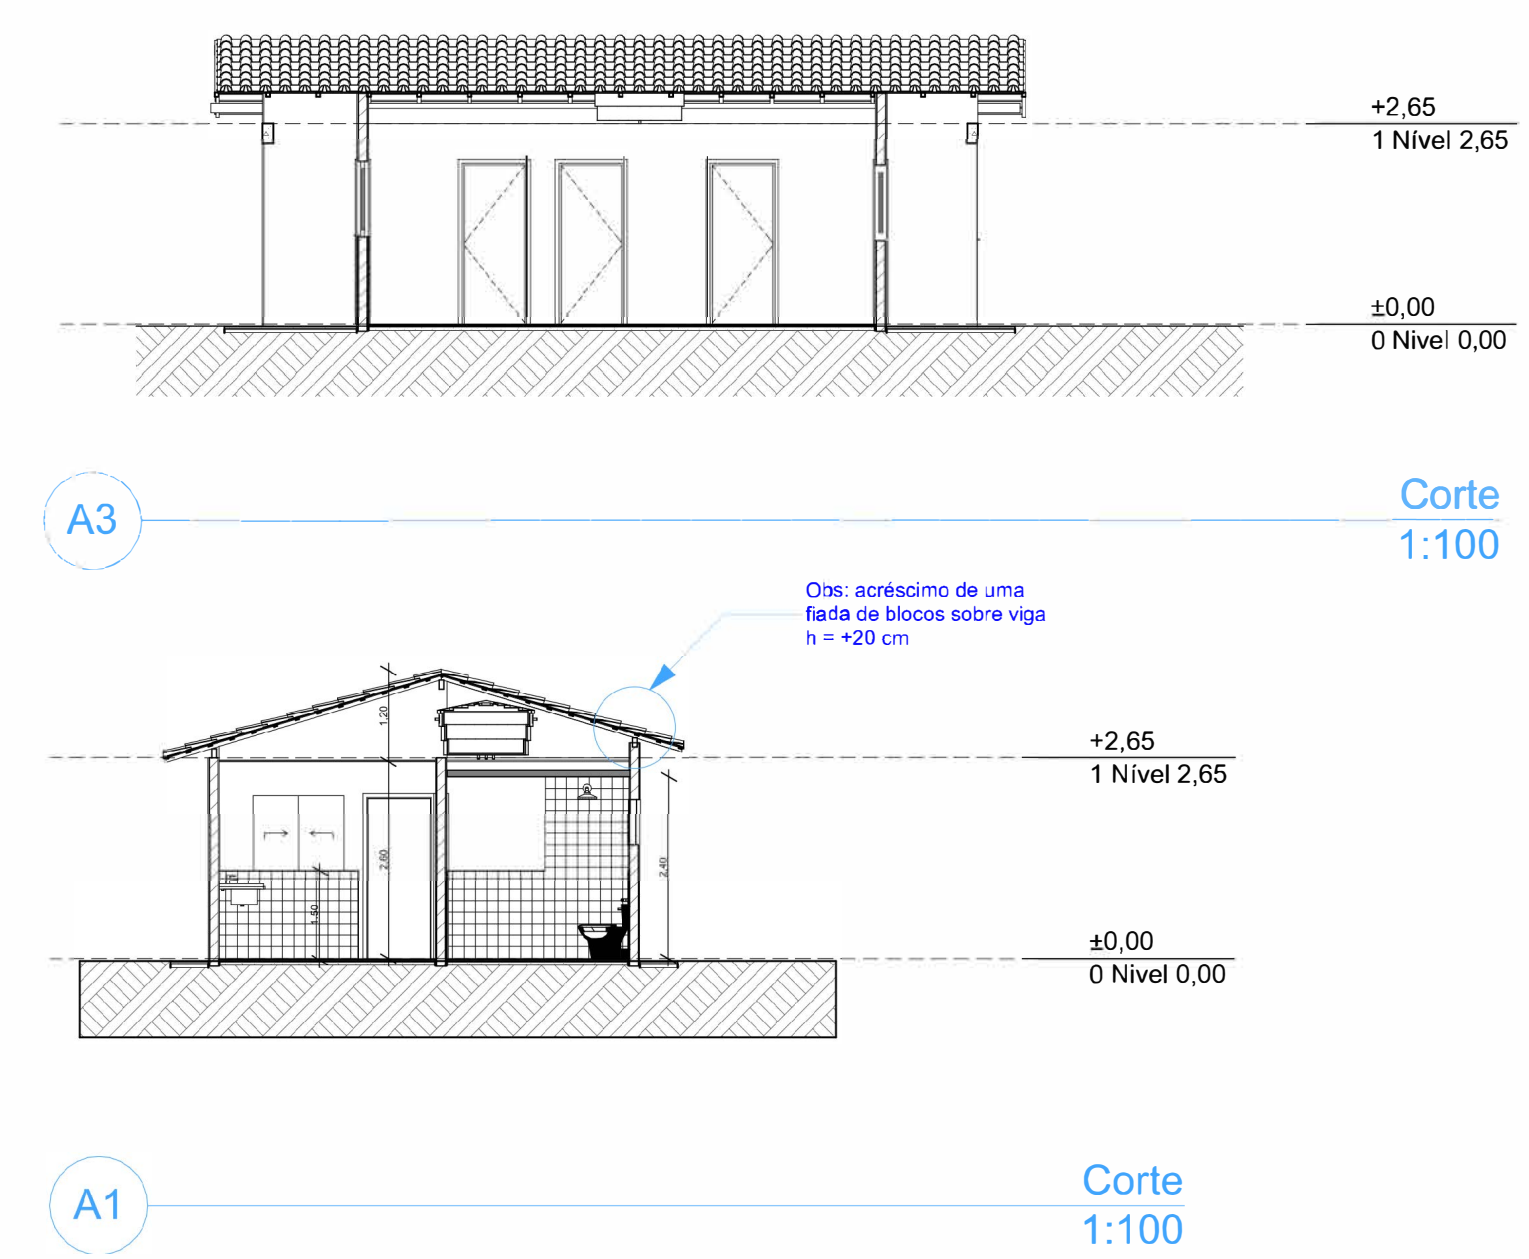 +2,65
1 Nível 2,65
±0,00
0 Nivel 0,00
A3
Corte
1:100
Obs: acréscimo de uma
fiada de blocos sobre viga
h = +20 cm
1,20
+2,65
1 Nível 2,65
2,60
2,40
1,50
±0,00
0 Nivel 0,00
A1
Corte
1:100